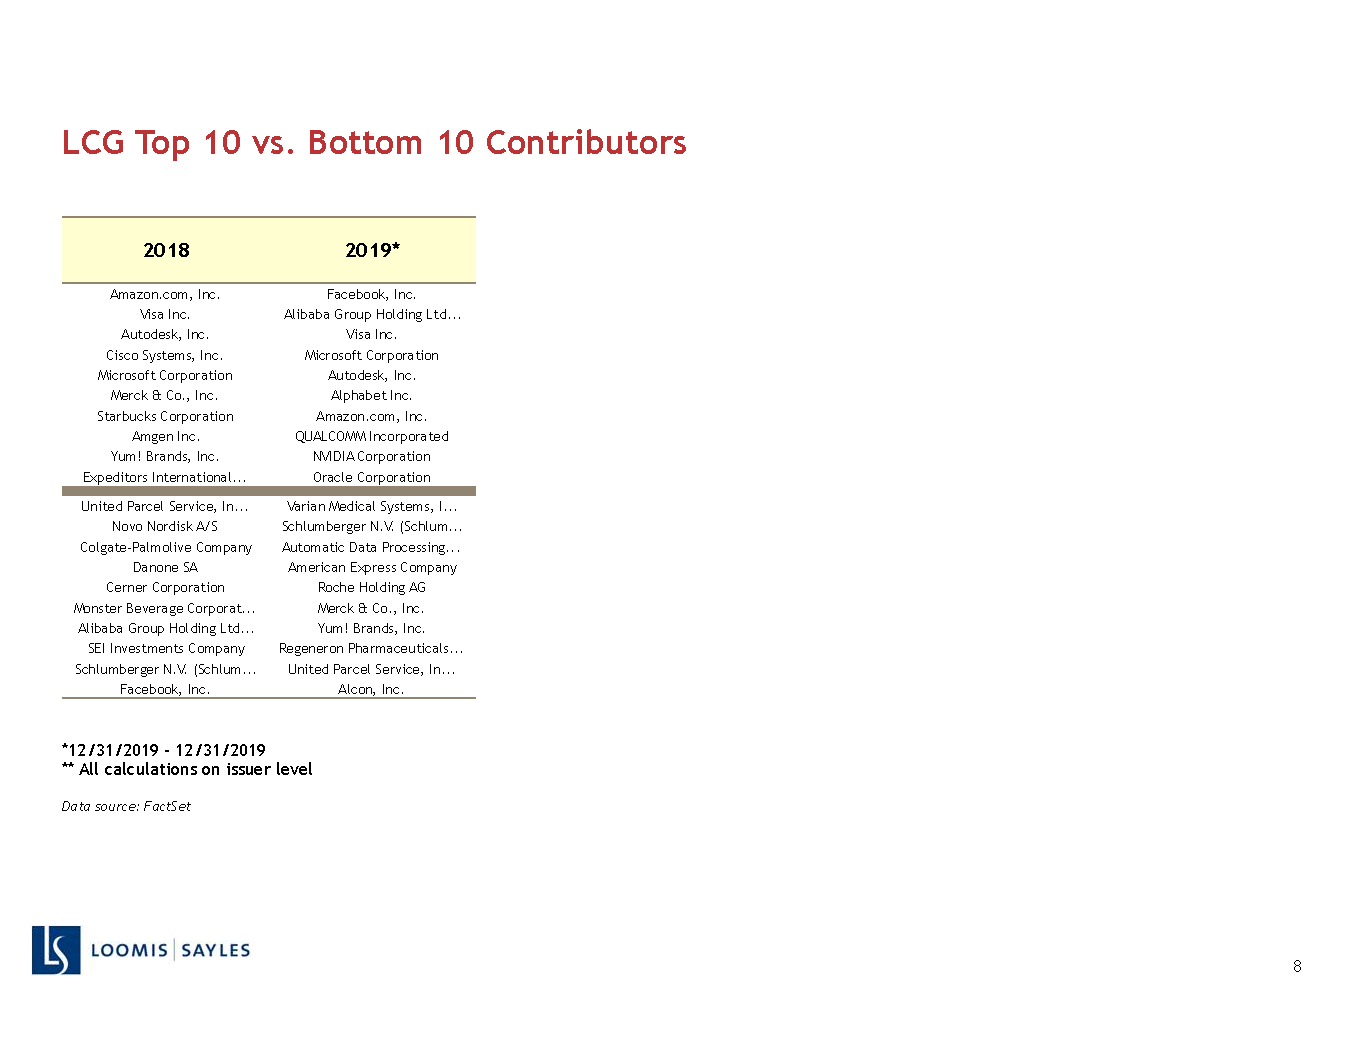 LCG Top 10 vs. Bottom 10 Contributors
2018 2019*
Amazon.com, Inc. Facebook, Inc.
Visa Inc. Alibaba Group Holding Ltd...
Autodesk, Inc. Visa Inc.
Cisco Systems, Inc. Microsoft Corporation
Microsoft Corporation Autodesk, Inc.
Merck & Co., Inc. Alphabet Inc.
Starbucks Corporation Amazon.com, Inc.
Amgen Inc. QUALCOMM Incorporated
Yum! Brands, Inc. NVIDIA Corporation
Expeditors International... Oracle Corporation
United Parcel Service, In... Varian Medical Systems, I...
Novo Nordisk A/S Schlumberger N.V. (Schlum...
Colgate-Palmolive Company Automatic Data Processing...
Danone SA American Express Company
Cerner Corporation Roche Holding AG
Monster Beverage Corporat... Merck & Co., Inc.
Alibaba Group Holding Ltd... Yum! Brands, Inc.
SEI Investments Company Regeneron Pharmaceuticals...
Schlumberger N.V. (Schlum... United Parcel Service, In...
Facebook, Inc. Alcon, Inc.
*12/31/2019 - 12/31/2019
** All calculations on issuer level
Data source: FactSet
LS LOOMIS | SAYLES
8